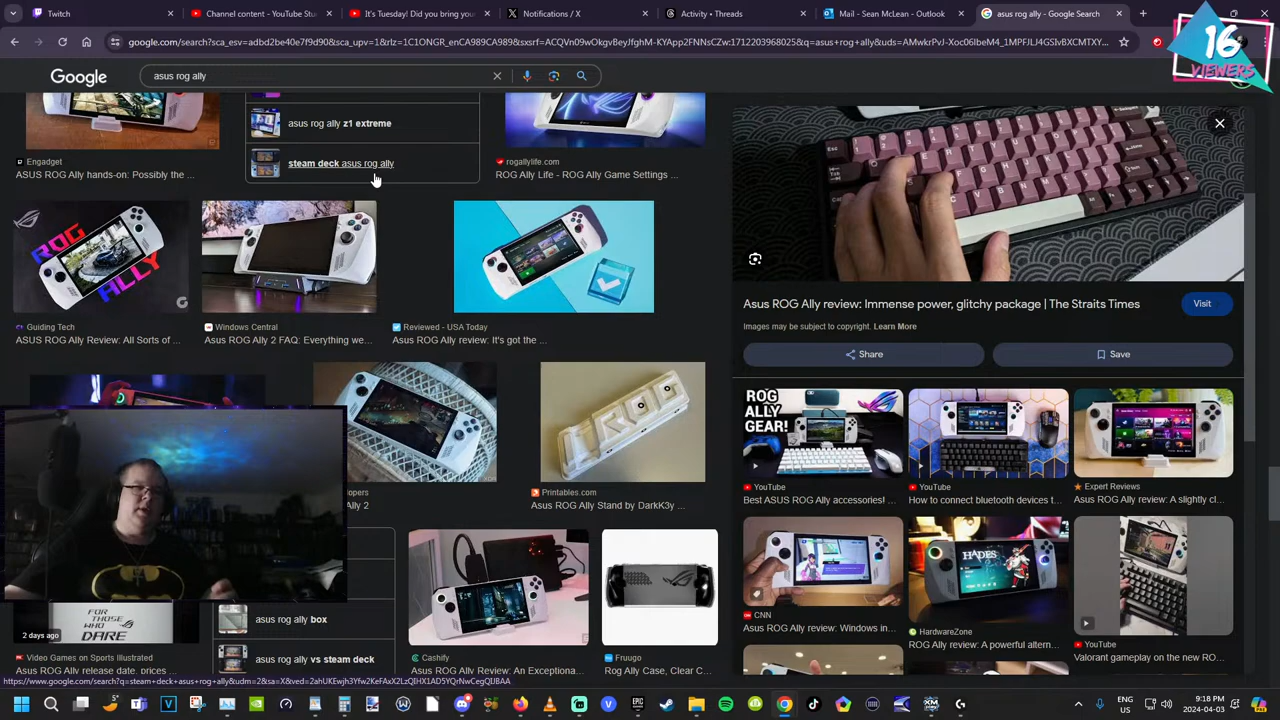 Twitch
Channel content - YouTube Stu
It's Tuesday! Did you bring your
Notifications / X
Activity • Threads
Mail - Sean McLean - Outlook
asus rog ally - Google Search
16
VIEWERS
Google
asus rog ally
asus rog ally z1 extreme
steam deck asus rog ally
Engadget
ASUS ROG Ally hands-on: Possibly the ...
rogallylife.com
ROG Ally Life - ROG Ally Game Settings ...
ROG
ALLY
Guiding Tech
ASUS ROG Ally Review: All Sorts of ...
Windows Central
Asus ROG Ally 2 FAQ: Everything we...
Reviewed - USA Today
Asus ROG Ally review: It's got the ...
Asus ROG Ally review: Immense power, glitchy package | The Straits Times
Visit
Images may be subject to copyright. Learn More
Share
Save
lopers
Ally 2
Printables.com
Asus ROG Ally Stand by DarkK3y ...
ROG
ALLY
GEAR!
YouTube
Best ASUS ROG Ally accessories! ...
YouTube
How to connect bluetooth devices t...
Expert Reviews
Asus ROG Ally review: A slightly cl...
HADES
CNN
Asus ROG Ally review: Windows in...
HardwareZone
ROG Ally review: A powerful altern...
YouTube
Valorant gameplay on the new RO...
BATMAN
FOR
THOSE
WHO
DARE
2 days ago
Video Games on Sports Illustrated
ROG Ally release date, prices ...
asus rog ally box
asus rog ally vs steam deck
Cashify
Asus ROG Ally Review: An Exceptiona...
Fruugo
Rog Ally Case, Clear C...
5°
ENG
US
9:18 PM
2024-04-03